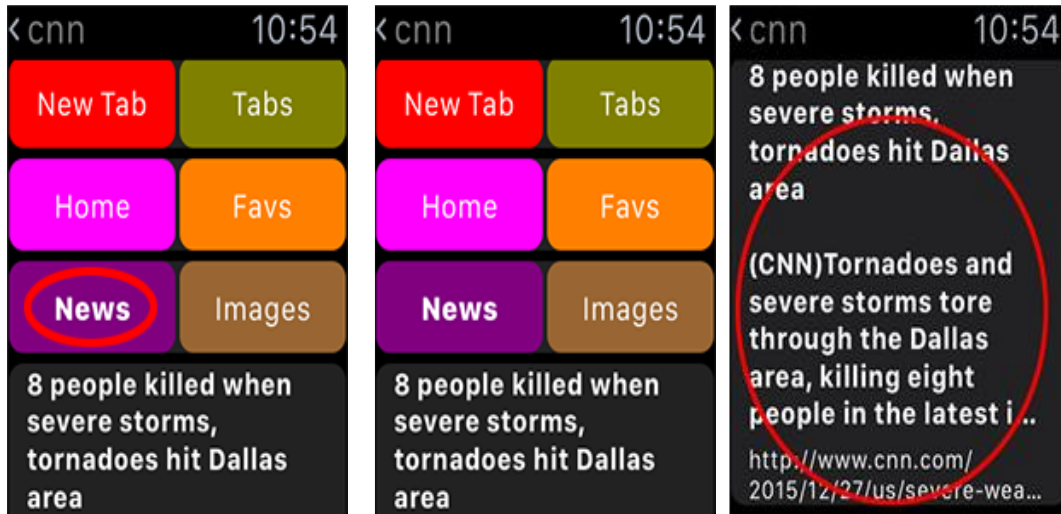 < cnn 10:54
New Tab Tabs
Home Favs
News Images
8 people killed when
severe storms,
tornadoes hit Dallas
area
< cnn 10:54
New Tab Tabs
Home Favs
News Images
8 people killed when
severe storms,
tornadoes hit Dallas
area
< cnn 10:54
8 people killed when
severe storms,
tornadoes hit Dallas
area
(CNN)Tornadoes and
severe storms tore
through the Dallas
area, killing eight
people in the latest i...
http://www.cnn.com/
2015/12/27/us/severe-wea...